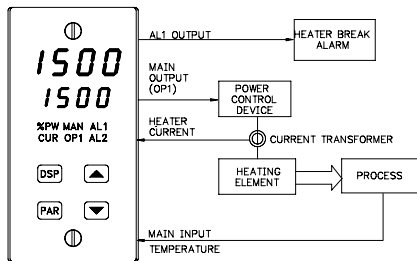 1500
1500
%PW MAN AL1
CUR OP1 AL2
DSP
PAR
AL1 OUTPUT
HEATER BREAK
ALARM
MAIN
OUTPUT
(OP1)
POWER
CONTROL
DEVICE
HEATER
CURRENT
CURRENT TRANSFORMER
HEATING
ELEMENT
PROCESS
MAIN INPUT
TEMPERATURE